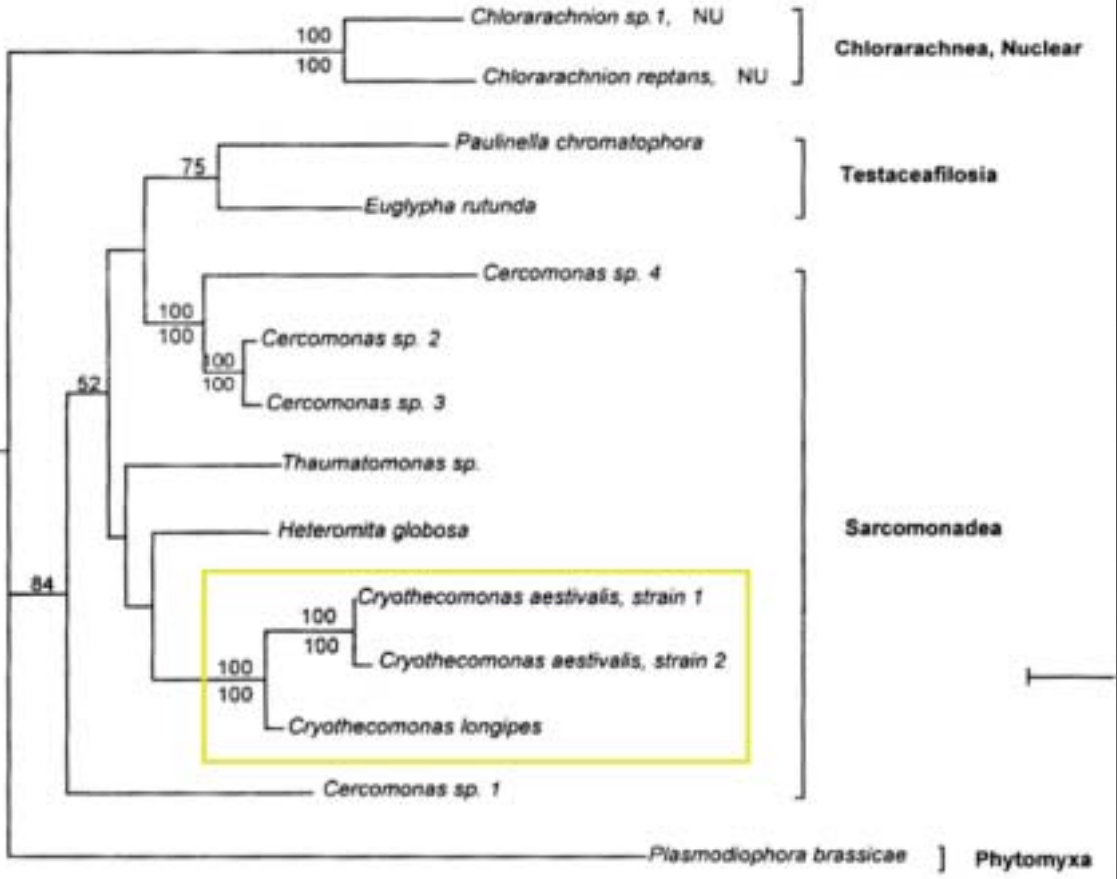 Chlorarachnion sp.1, NU
100
100
Chlorarachnea, Nuclear
Chlorarachnion reptans, NU
Paulinella chromatophora
75
Testaceafilosia
Euglypha rutunda
Cercomonas sp. 4
100
100
Cercomonas sp. 2
100
100
52
Cercomonas sp. 3
Thaumatomonas sp.
Heteromita globosa
Sarcomonadea
84
Cryothecomonas aestivalis, strain 1
100
100
Cryothecomonas aestivalis, strain 2
100
100
Cryothecomonas longipes
Cercomonas sp. 1
Plasmodiophora brassicae
Phytomyxa